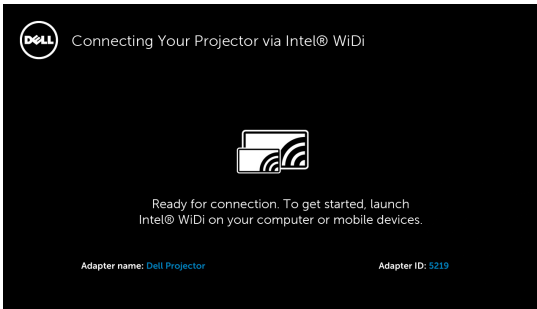 DELL
Connecting Your Projector via Intel® WiDi
Ready for connection. To get started, launch
Intel® WiDi on your computer or mobile devices.
Adapter name: Dell Projector
Adapter ID: 5219